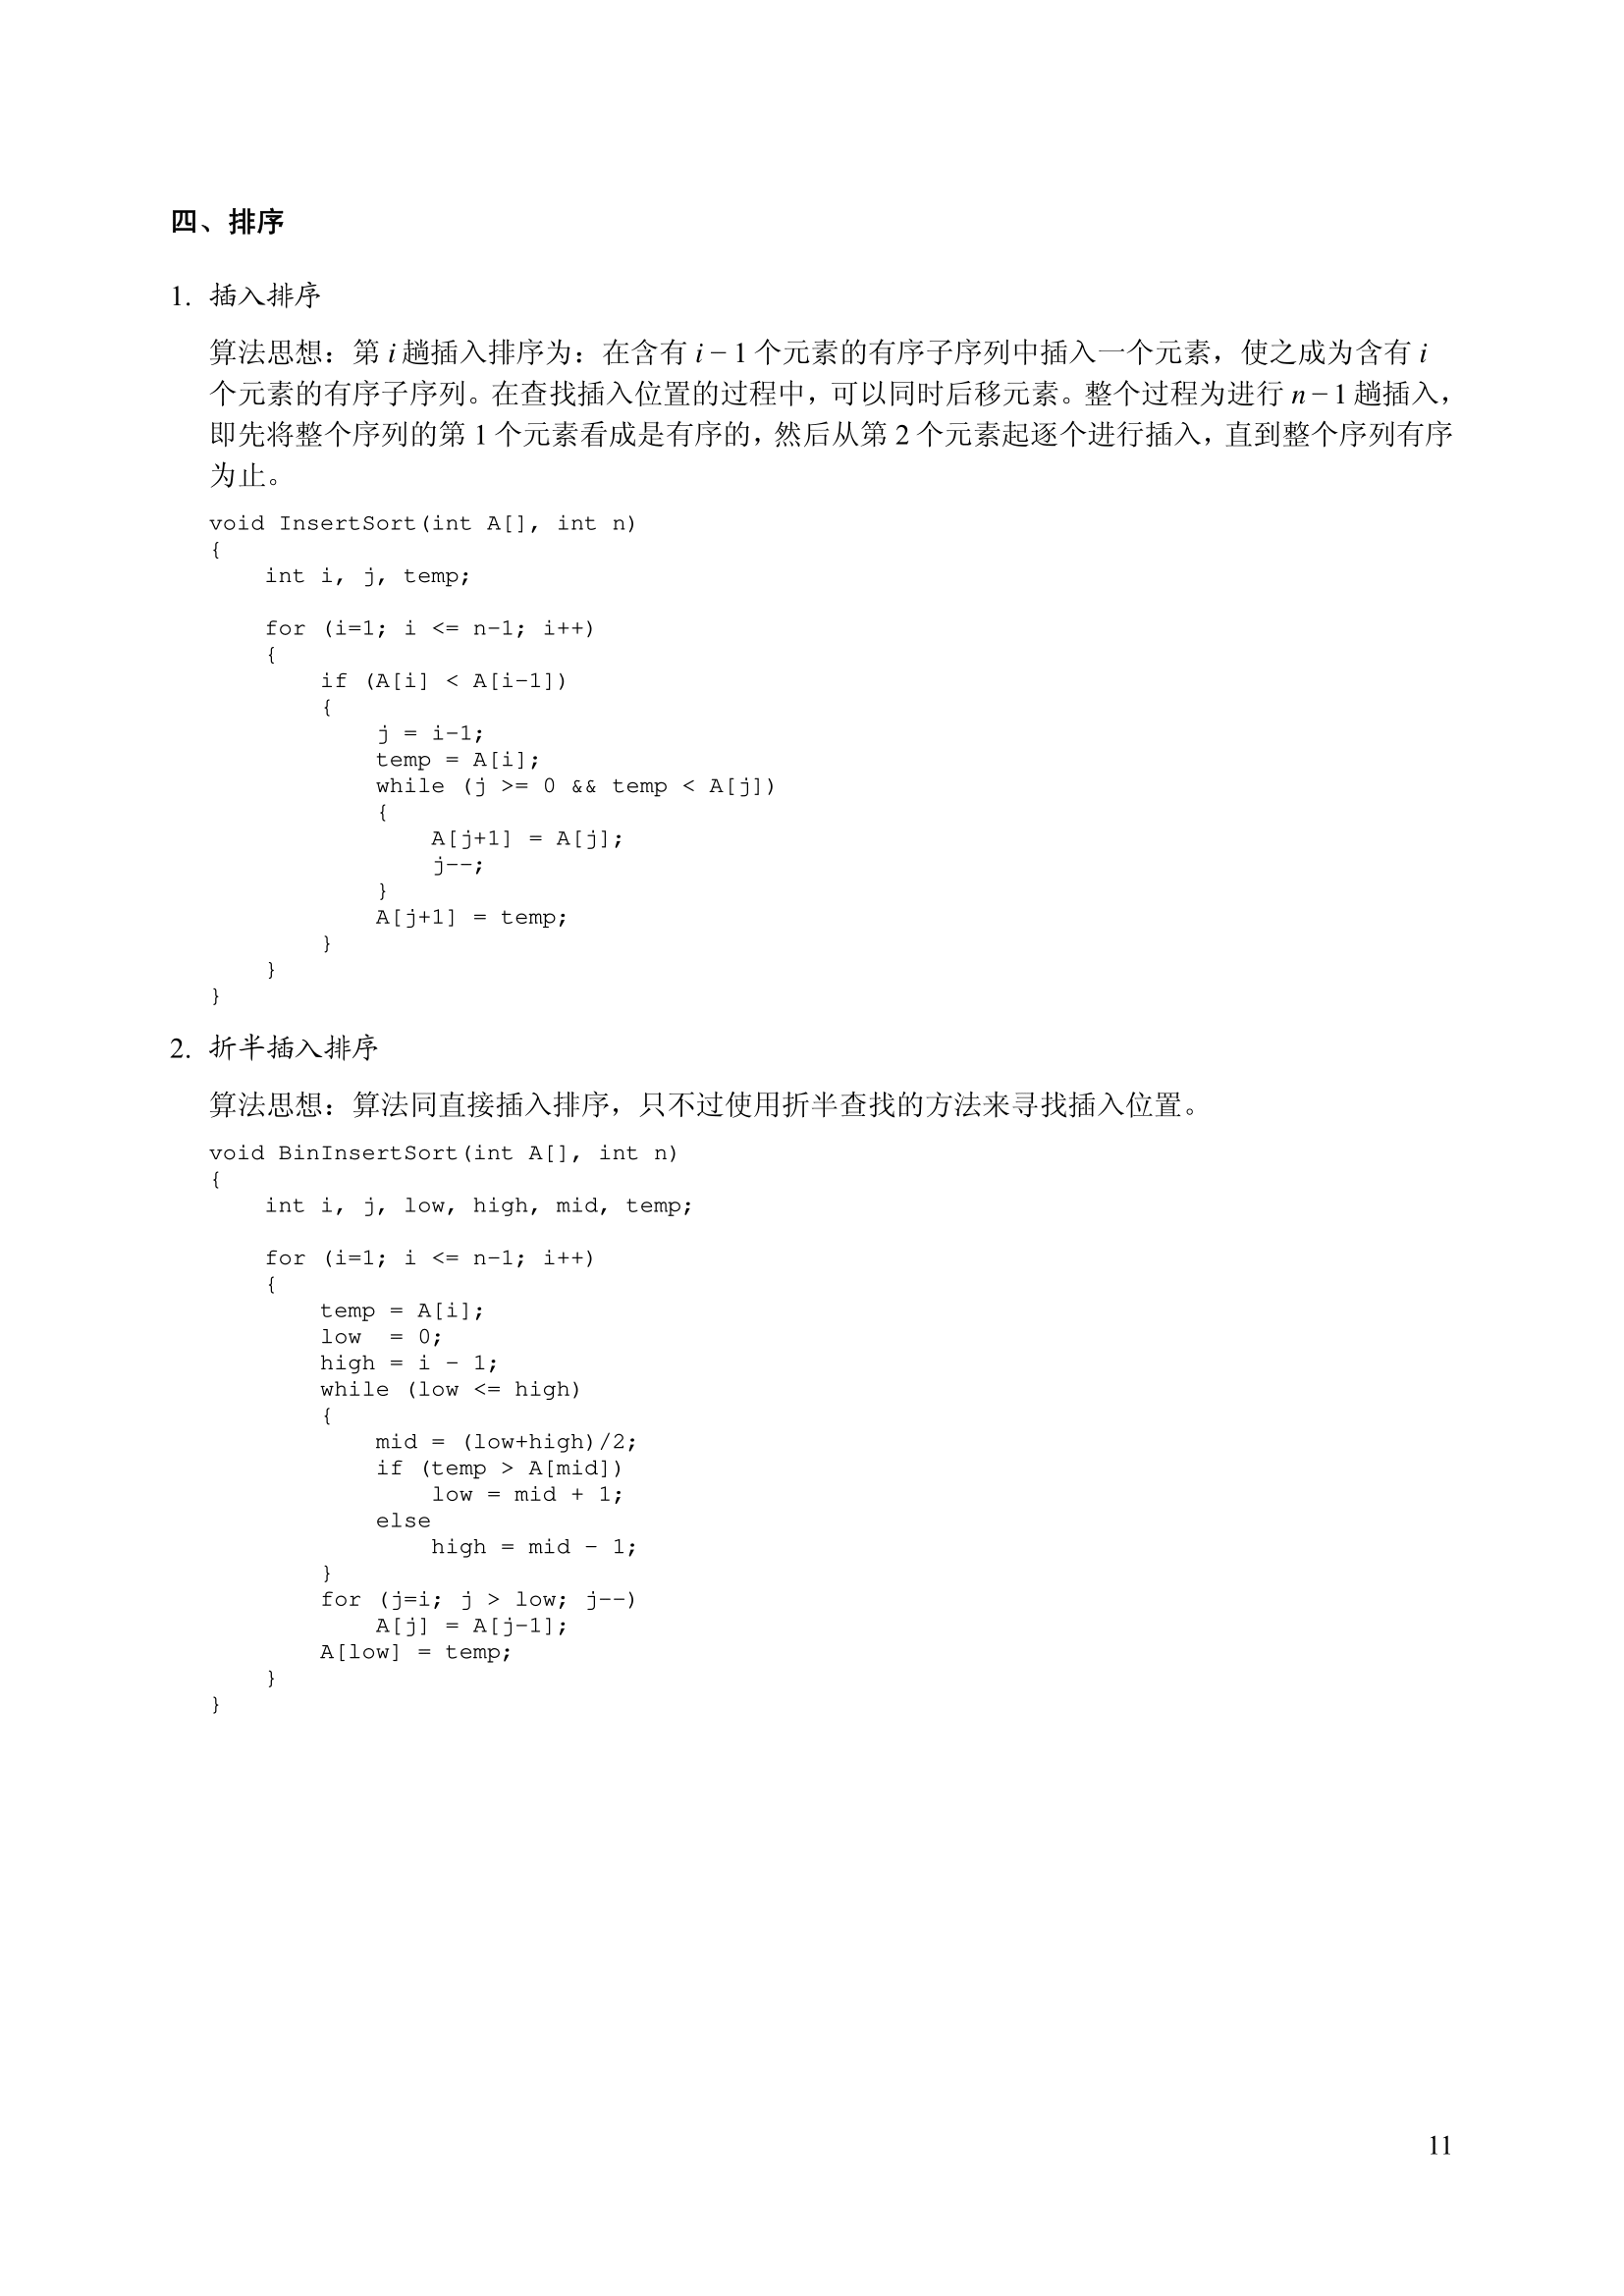 四、排序
1. 插入排序
算法思想：第 i 趟插入排序为：在含有 i − 1 个元素的有序子序列中插入一个元素，使之成为含有 i
个元素的有序子序列。在查找插入位置的过程中，可以同时后移元素。整个过程为进行 n − 1 趟插入，
即先将整个序列的第 1 个元素看成是有序的，然后从第 2 个元素起逐个进行插入，直到整个序列有序
为止。
void InsertSort(int A[], int n)
{
    int i, j, temp;
    for (i=1; i <= n-1; i++)
    {
        if (A[i] < A[i-1])
        {
            j = i-1;
            temp = A[i];
            while (j >= 0 && temp < A[j])
            {
                A[j+1] = A[j];
                j--;
            }
            A[j+1] = temp;
        }
    }
}
2. 折半插入排序
算法思想：算法同直接插入排序，只不过使用折半查找的方法来寻找插入位置。
void BinInsertSort(int A[], int n)
{
    int i, j, low, high, mid, temp;
    for (i=1; i <= n-1; i++)
    {
        temp = A[i];
        low  = 0;
        high = i - 1;
        while (low <= high)
        {
            mid = (low+high)/2;
            if (temp > A[mid])
                low = mid + 1;
            else
                high = mid - 1;
        }
        for (j=i; j > low; j--)
            A[j] = A[j-1];
        A[low] = temp;
    }
}
11